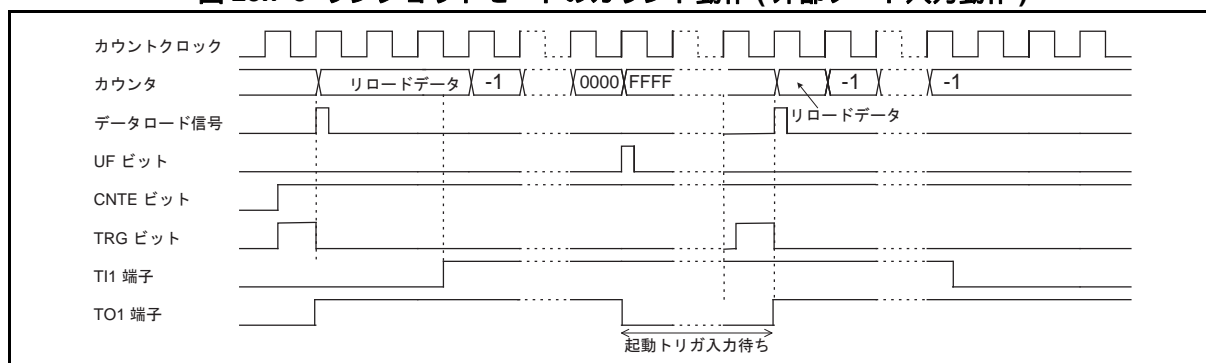 カウントクロック
カウンタ リロードデータ -1 0000 FFFF -1 -1
データロード信号 リロードデータ
UF ビット
CNTE ビット
TRG ビット
TI1 端子
TO1 端子
起動トリガ入力待ち